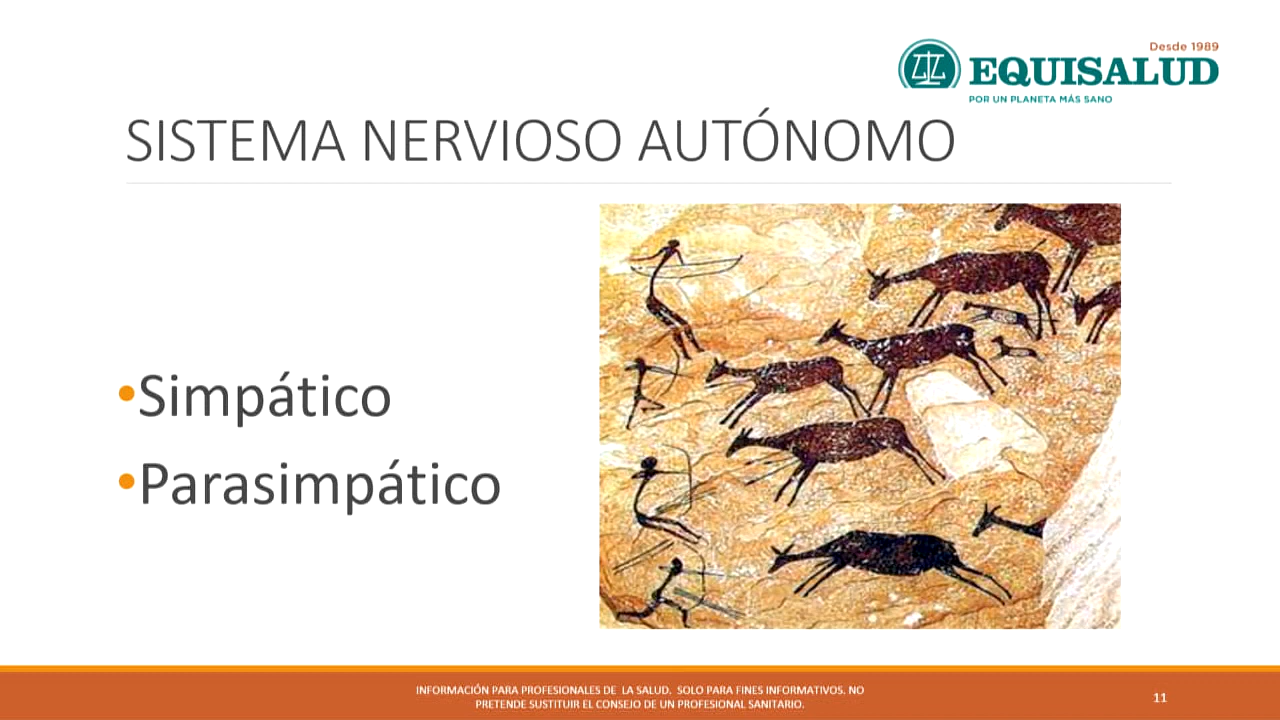 Desde 1989
EQUISALUD
POR UN PLANETA MÁS SANO
SISTEMA NERVIOSO AUTÓNOMO
•Simpático
•Parasimpático
INFORMACIÓN PARA PROFESIONALES DE LA SALUD. SOLO PARA FINES INFORMATIVOS. NO
PRETENDE SUSTITUIR EL CONSEJO DE UN PROFESIONAL SANITARIO.
11